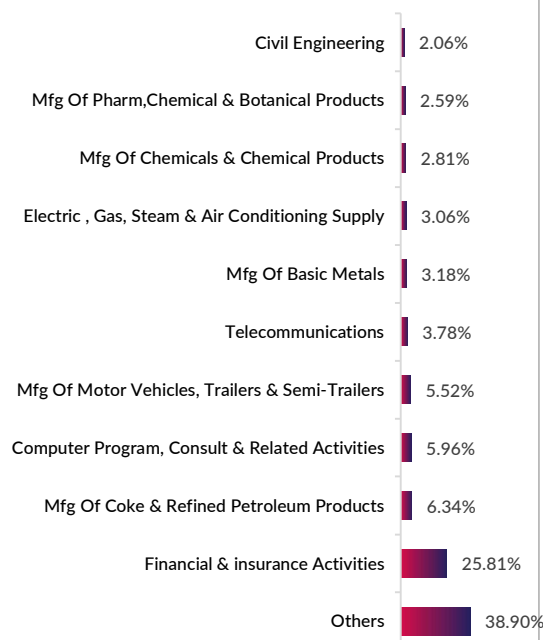 Civil Engineering 2.06%
Mfg Of Pharm,Chemical & Botanical Products 2.59%
Mfg Of Chemicals & Chemical Products 2.81%
Electric , Gas, Steam & Air Conditioning Supply 3.06%
Mfg Of Basic Metals 3.18%
Telecommunications 3.78%
Mfg Of Motor Vehicles, Trailers & Semi-Trailers 5.52%
Computer Program, Consult & Related Activities 5.96%
Mfg Of Coke & Refined Petroleum Products 6.34%
Financial & insurance Activities 25.81%
Others 38.90%